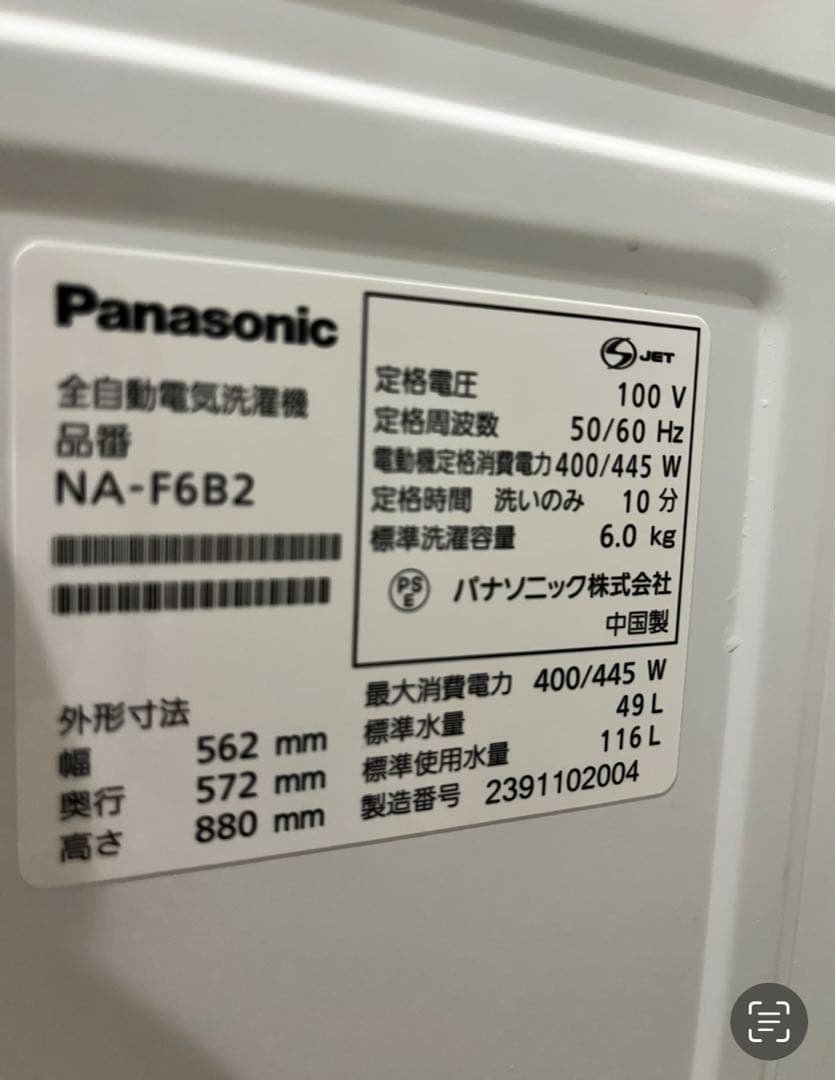 Panasonic
全自動電気洗濯機
品番
NA-F6B2
外形寸法
幅 562 mm
奥行 572 mm
高さ 880 mm
S JET
定格電圧 100 V
定格周波数 50/60 Hz
電動機定格消費電力 400/445 W
定格時間 洗いのみ 10 分
標準洗濯容量 6.0 kg
PSE パナソニック株式会社
中国製
最大消費電力 400/445 W
標準水量 49 L
標準使用水量 116 L
製造番号 2391102004